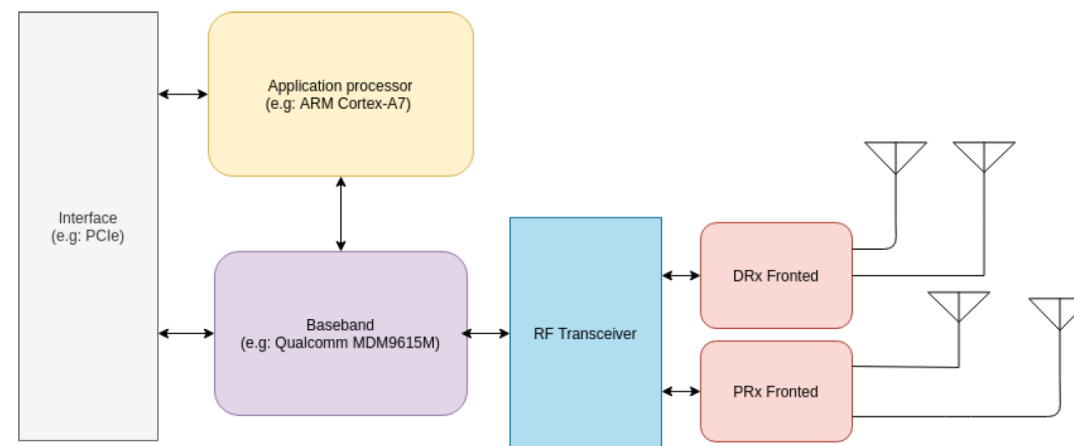 Application processor
(e.g: ARM Cortex-A7)
Interface
(e.g: PCIe)
Baseband
(e.g: Qualcomm MDM9615M)
RF Transceiver
DRx Fronted
PRx Fronted